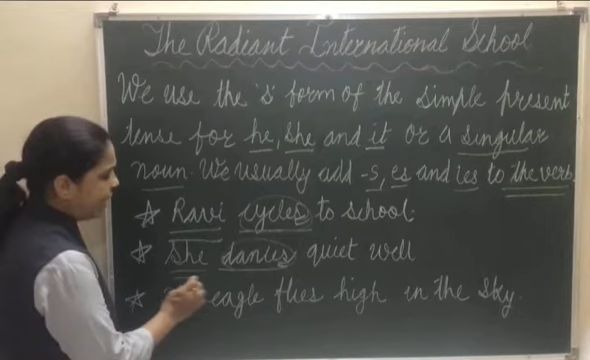 The Radiant International School
We use the 's' form of the simple present
tense for he, she and it or a singular
noun. We usually add -s, es and ies to the verb.
☆ Ravi cycles to school.
☆ She dances quiet well
☆ eagle flies high in the sky.